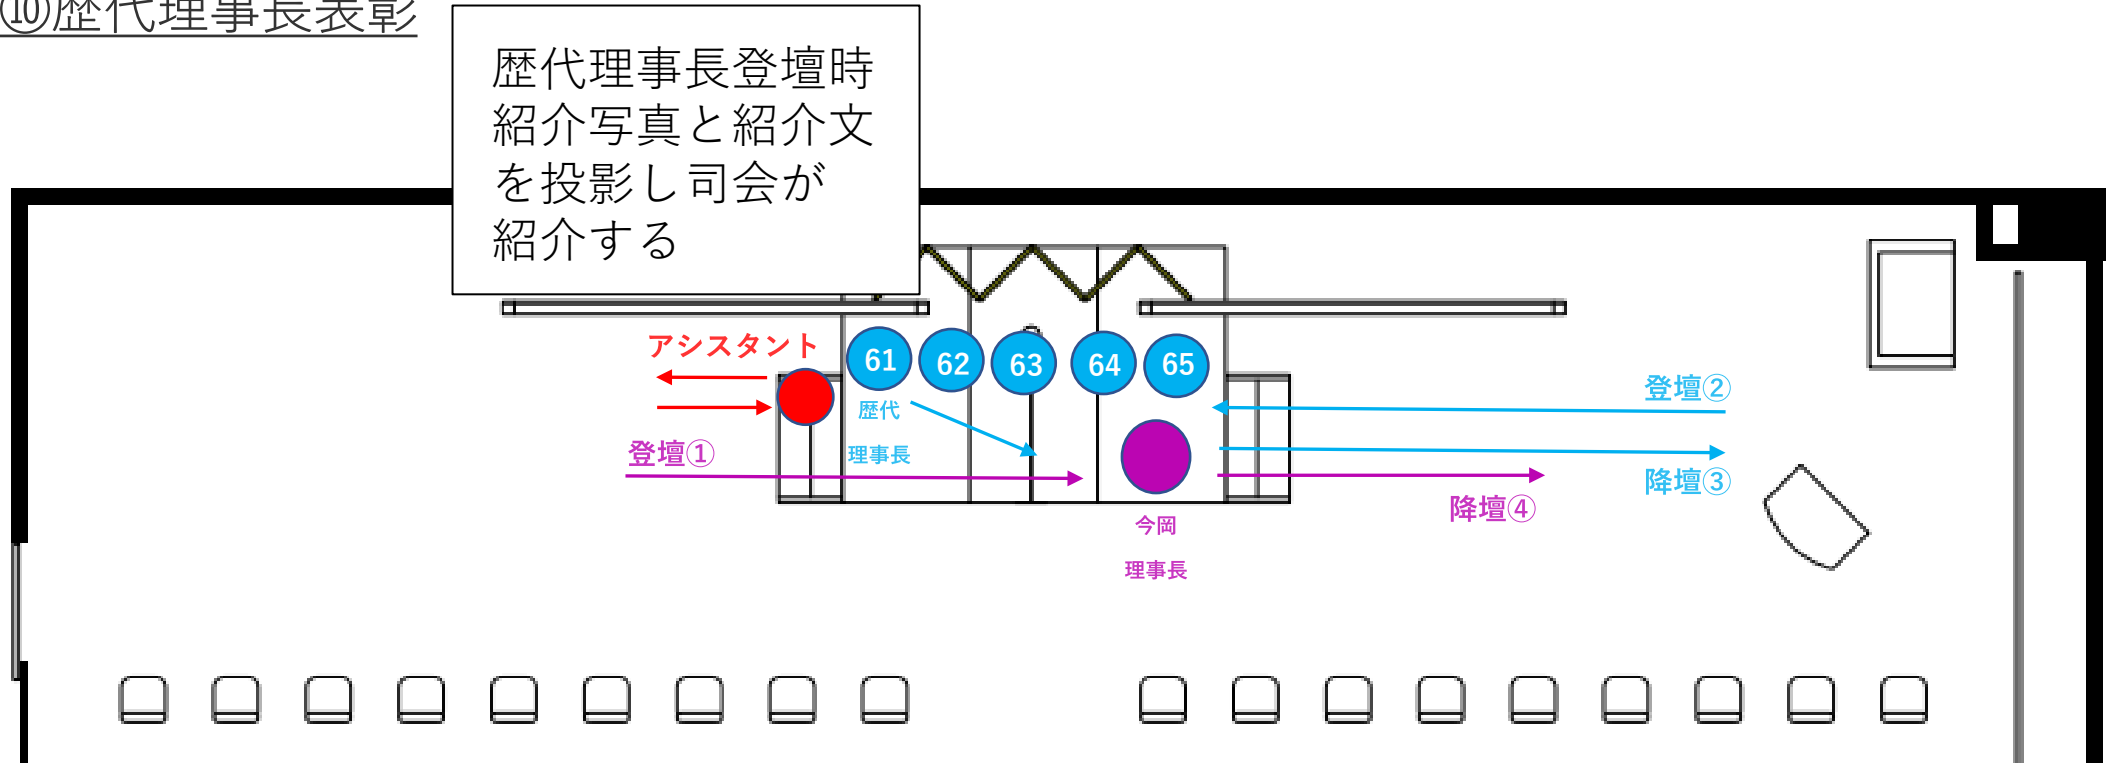 ⑩歴代理事長表彰
歴代理事長登壇時
紹介写真と紹介文
を投影し司会が
紹介する
アシスタント
61
62
63
64
65
歴代
理事長
登壇①
登壇②
降壇③
降壇④
今岡
理事長